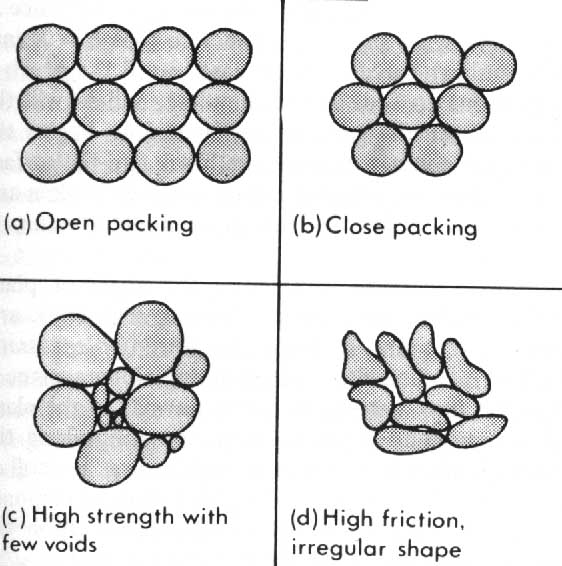 (a) Open packing
(b) Close packing
(c) High strength with
few voids
(d) High friction,
irregular shape